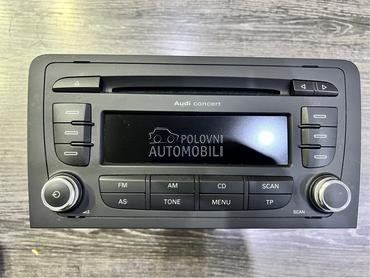 Audi concert
POLOVNI
AUTOMOBILI
FM AM CD SCAN
AS TONE MENU TP
SCAN